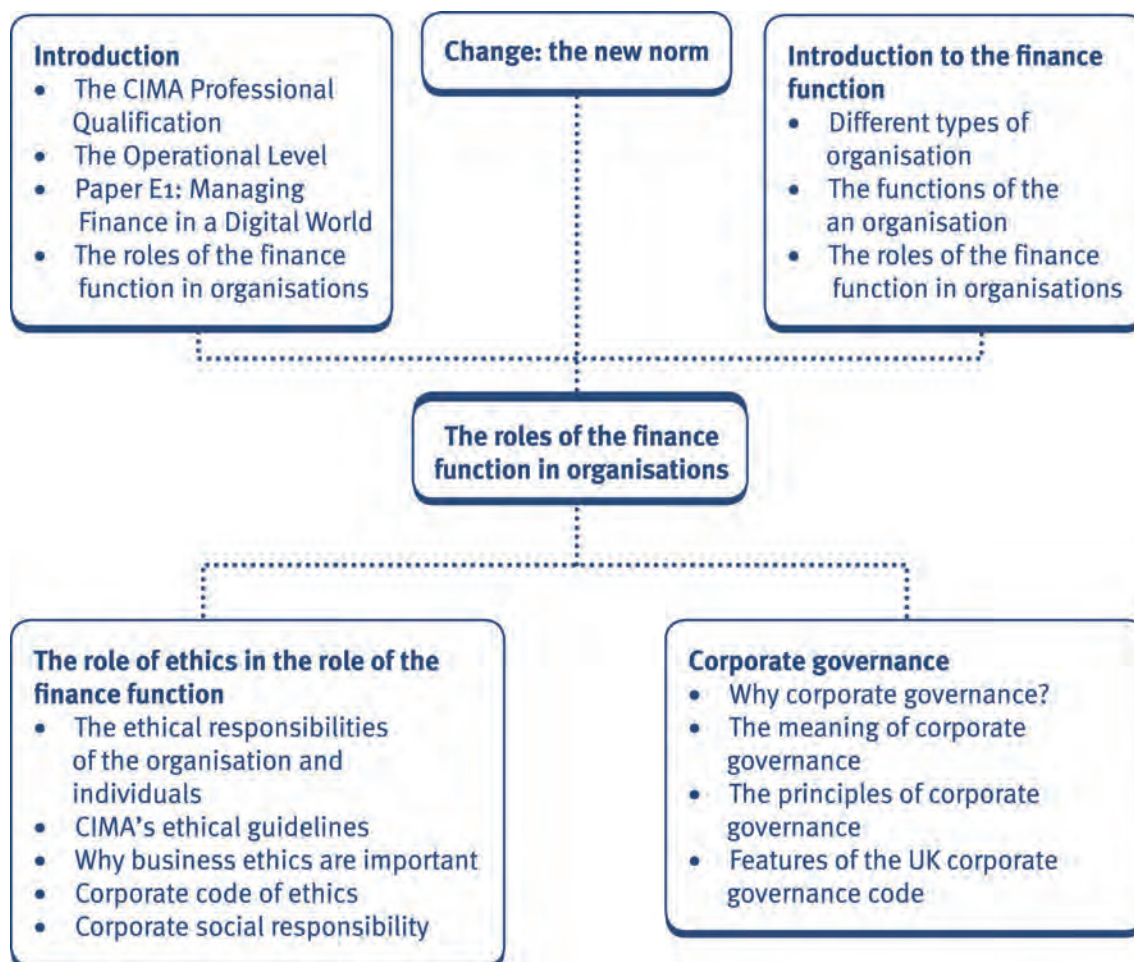 Introduction
• The CIMA Professional
Qualification
• The Operational Level
• Paper E1: Managing
Finance in a Digital World
• The roles of the finance
function in organisations
Change: the new norm
Introduction to the finance
function
• Different types of
organisation
• The functions of the
an organisation
• The roles of the finance
function in organisations
The roles of the finance
function in organisations
The role of ethics in the role of the
finance function
• The ethical responsibilities
of the organisation and
individuals
• CIMA's ethical guidelines
• Why business ethics are important
• Corporate code of ethics
• Corporate social responsibility
Corporate governance
• Why corporate governance?
• The meaning of corporate
governance
• The principles of corporate
governance
• Features of the UK corporate
governance code